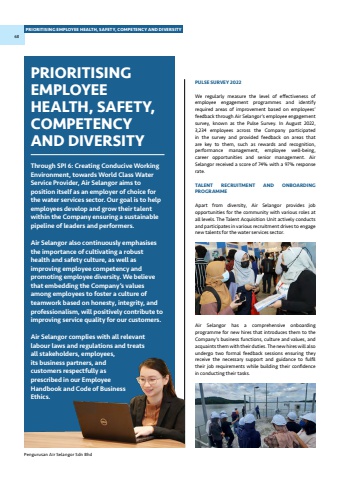 PRIORITISING EMPLOYEE HEALTH, SAFETY, COMPETENCY AND DIVERSITY
68
PRIORITISING
EMPLOYEE
HEALTH, SAFETY,
COMPETENCY
AND DIVERSITY
Through SPI 6: Creating Conducive Working
Environment, towards World Class Water
Service Provider, Air Selangor aims to
position itself as an employer of choice for
the water services sector. Our goal is to help
employees develop and grow their talent
within the Company ensuring a sustainable
pipeline of leaders and performers.
Air Selangor also continuously emphasises
the importance of cultivating a robust
health and safety culture, as well as
improving employee competency and
promoting employee diversity. We believe
that embedding the Company's values
among employees to foster a culture of
teamwork based on honesty, integrity, and
professionalism, will positively contribute to
improving service quality for our customers.
Air Selangor complies with all relevant
labour laws and regulations and treats
all stakeholders, employees,
its business partners, and
customers respectfully as
prescribed in our Employee
Handbook and Code of Business
Ethics.
DELL
Pengurusan Air Selangor Sdn Bhd
PULSE SURVEY 2022
We regularly measure the level of effectiveness of
employee engagement programmes and identify
required areas of improvement based on employees'
feedback through Air Selangor's employee engagement
survey, known as the Pulse Survey. In August 2022,
3,234 employees across the Company participated
in the survey and provided feedback on areas that
are key to them, such as rewards and recognition,
performance management, employee well-being,
career opportunities and senior management. Air
Selangor received a score of 74% with a 97% response
rate.
TALENT RECRUITMENT AND ONBOARDING
PROGRAMME
Apart from diversity, Air Selangor provides job
opportunities for the community with various roles at
all levels. The Talent Acquisition Unit actively conducts
and participates in various recruitment drives to engage
new talents for the water services sector.
Air Selangor has a comprehensive onboarding
programme for new hires that introduces them to the
Company's business functions, culture and values, and
acquaints them with their duties. The new hires will also
undergo two formal feedback sessions ensuring they
receive the necessary support and guidance to fulfil
their job requirements while building their confidence
in conducting their tasks.